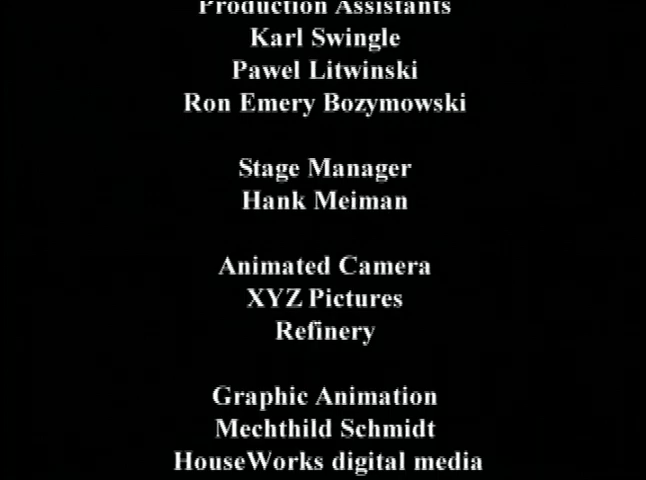 Production Assistants
Karl Swingle
Pawel Litwinski
Ron Emery Bozymowski
Stage Manager
Hank Meiman
Animated Camera
XYZ Pictures
Refinery
Graphic Animation
Mechthild Schmidt
HouseWorks digital media